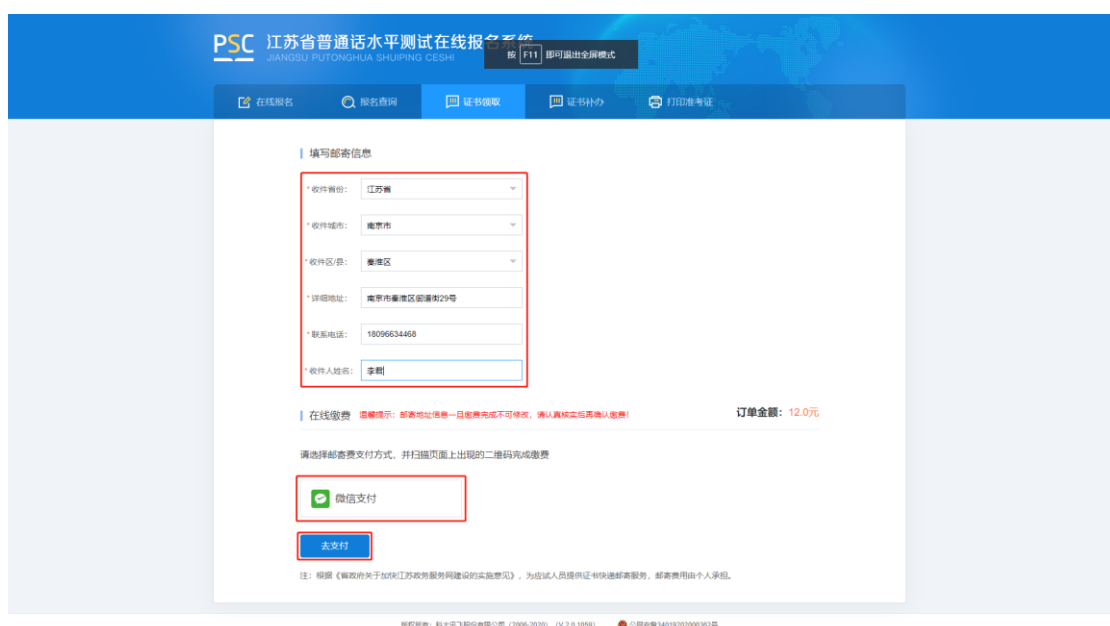 PSC 江苏省普通话水平测试在线报名系统
JIANGSU PUTONGHUA SHUIPING CESHI
按 F11 即可退出全屏模式
在线报名 报名查询 证书领取 证书补办 打印准考证
填写邮寄信息
*收件省份: 江苏省
*收件城市: 南京市
*收件区/县: 秦淮区
*详细地址: 南京市秦淮区 29号
*联系电话: 18096634468
*收件人姓名: 李君
在线缴费 温馨提示:邮寄地址信息一旦缴费完成不可修改,请认真核实后再确认缴费!
订单金额:12.0元
请选择邮寄费支付方式,并扫描页面上出现的二维码完成缴费
微信支付
去支付
注:根据《省政府关于加快江苏政务服务网建设的实施意见》,为应试人员提供证书快递邮寄服务,邮寄费用由个人承担。